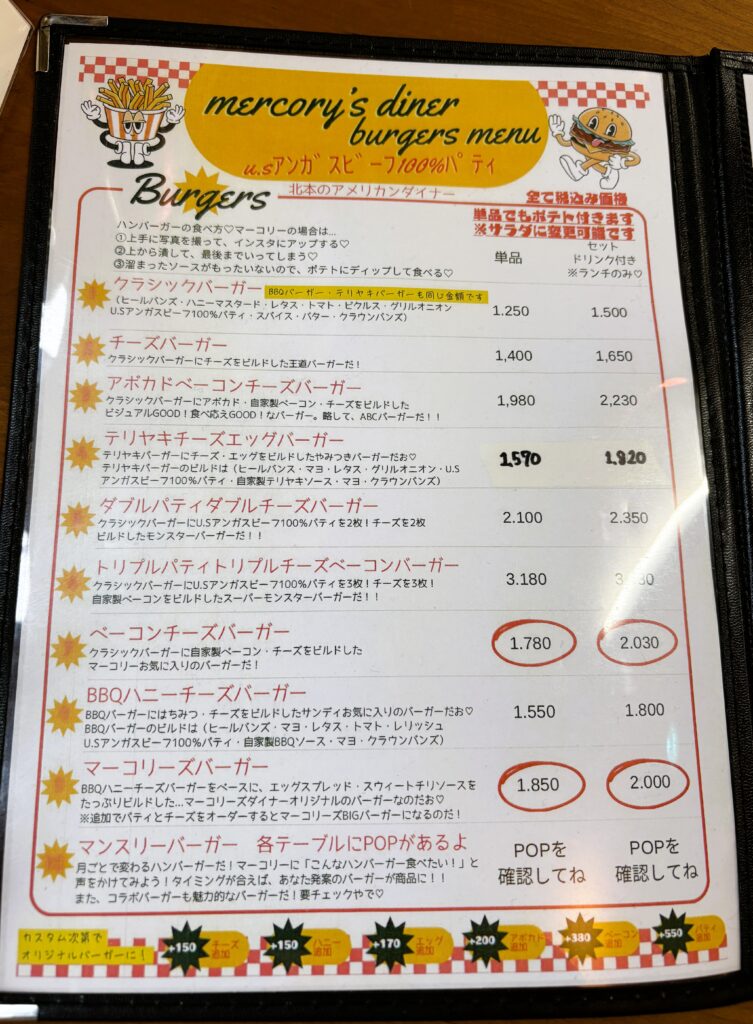 mercory's diner
burgers menu
u.sアンガスビーフ100%パティ
Burgers
北本のアメリカンダイナー
全て税込み価格
単品でもポテト付きます
※サラダに変更可能です
ハンバーガーの食べ方♡マーコリーの場合は...
①上手に写真を撮って、インスタにアップする♡
②上から潰して、最後までいってしまう♡
③溜まったソースがもったいないので、ポテトにディップして食べる♡
単品
セット
ドリンク付き
※ランチのみ♡
1 クラシックバーガー BBQバーガー・テリヤキバーガーも同じ金額です
(ヒールバンズ・ハニーマスタード・レタス・トマト・ピクルス・グリルオニオン
U.Sアンガスビーフ100%パティ・スパイス・バター・クラウンバンズ)
1.250 1.500
チーズバーガー
クラシックバーガーにチーズをビルドした王道バーガーだ!
1,400 1,650
アボカドベーコンチーズバーガー
クラシックバーガーにアボカド・自家製ベーコン・チーズをビルドした
ビジュアルGOOD!食べ応えGOOD!なバーガー。略して、ABCバーガーだ!!
1,980 2,230
テリヤキチーズエッグバーガー
テリヤキバーガーにチーズ・エッグをビルドしたやみつきバーガーだお♡
テリヤキバーガーのビルドは(ヒールバンス・マヨ・レタス・グリルオニオン・U.S
アンガスビーフ100%パティ・自家製テリヤキソース・マヨ・クラウンバンズ)
1,570 1,820
ダブルパティダブルチーズバーガー
クラシックバーガーにU.Sアンガスビーフ100%パティを2枚!チーズを2枚
ビルドしたモンスターバーガーだ!!
2.100 2.350
トリプルパティトリプルチーズベーコンバーガー
クラシックバーガーにU.Sアンガスビーフ100%パティを3枚!チーズを3枚!
自家製ベーコンをビルドしたスーパーモンスターバーガーだ!!
3.180
ベーコンチーズバーガー
クラシックバーガーに自家製ベーコン・チーズをビルドした
マーコリーお気に入りのバーガーだ!
1.780 2.030
BBQハニーチーズバーガー
BBQバーガーにはちみつ・チーズをビルドしたサンディお気に入りのバーガーだお♡
BBQバーガーのビルドは(ヒールバンズ・マヨ・レタス・トマト・レリッシュ
U.Sアンガスビーフ100%パティ・自家製BBQソース・マヨ・クラウンバンズ)
1.550 1.800
マーコリーズバーガー
BBQハニーチーズバーガーをベースに、エッグスプレッド・スウィートチリソースを
たっぷりビルドした...マーコリーズダイナーオリジナルのバーガーなのだお♡
※追加でパティとチーズをオーダーするとマーコリーズBIGバーガーになるのだ!
1.850 2.000
マンスリーバーガー 各テーブルにPOPがあるよ
月ごとで変わるハンバーガーだ!マーコリーに「こんなハンバーガー食べたい!」と
声をかけてみよう!タイミングが合えば、あなた発案のバーガーが商品に!!
また、コラボバーガーも魅力的なバーガーだ!要チェックやで♡
POPを
確認してね
POPを
確認してね
カスタム次第で
オリジナルバーガーに!
+150 チーズ追加
+150 ハニー追加
+170 エッグ追加
+200 アボカド追加
+380 ベーコン追加
+550 パティ追加